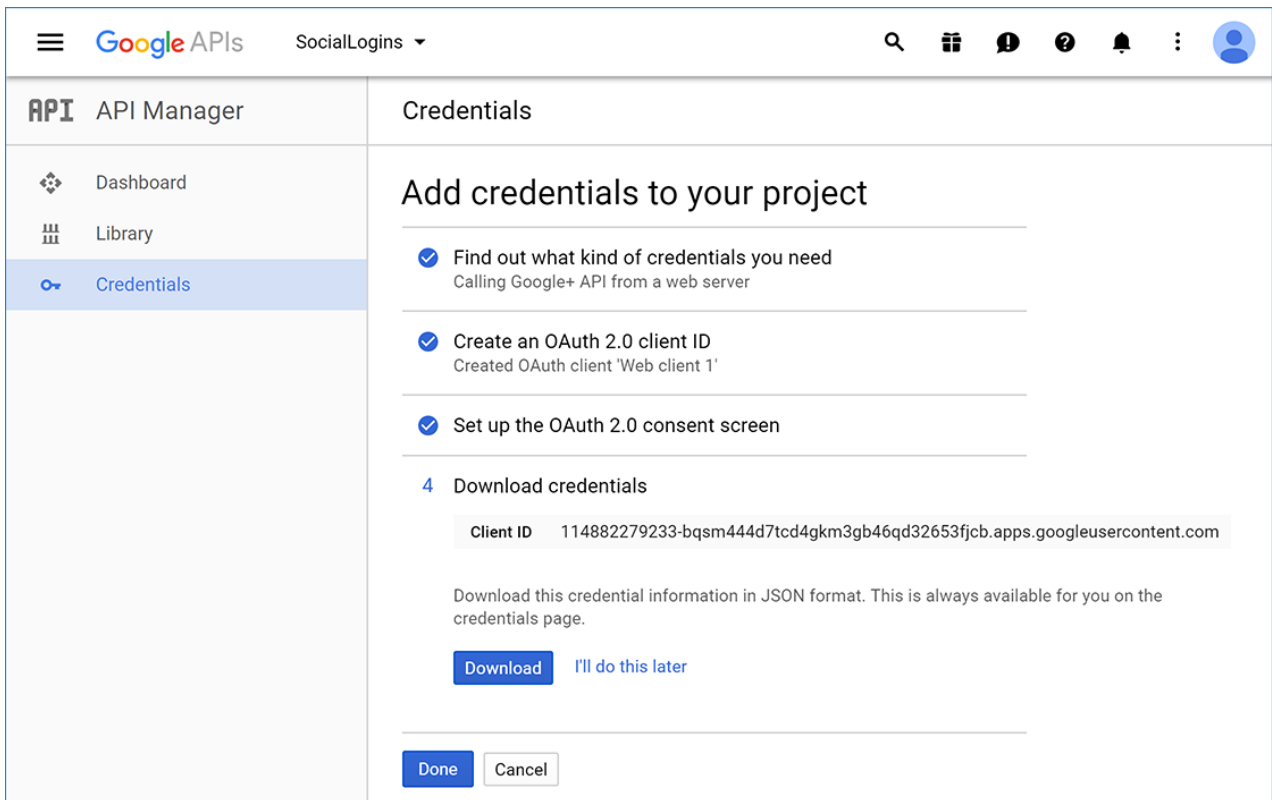 Google APIs SocialLogins
API API Manager
Credentials
Dashboard
Library
Credentials
Add credentials to your project
Find out what kind of credentials you need
Calling Google+ API from a web server
Create an OAuth 2.0 client ID
Created OAuth client 'Web client 1'
Set up the OAuth 2.0 consent screen
4 Download credentials
Client ID 114882279233-bqsm444d7tcd4gkm3gb46qd32653fjcb.apps.googleusercontent.com
Download this credential information in JSON format. This is always available for you on the
credentials page.
Download I'll do this later
Done Cancel